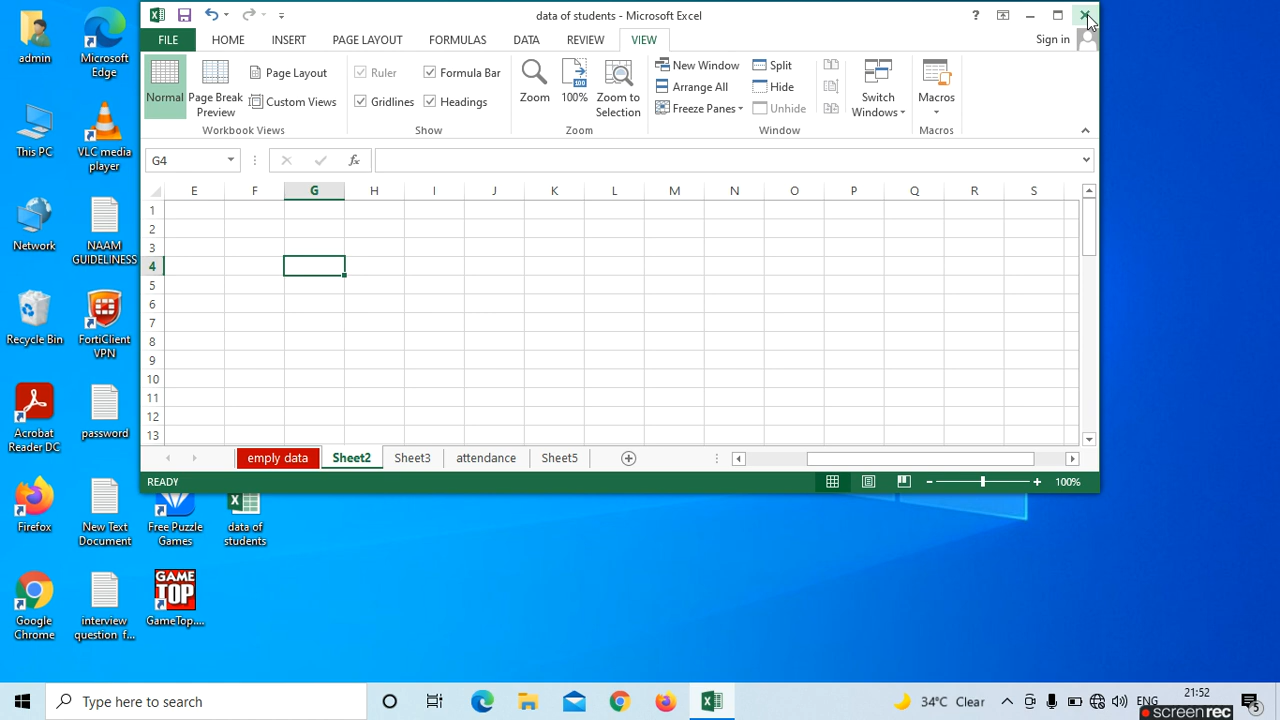 data of students - Microsoft Excel
?
Sign in
FILE HOME INSERT PAGE LAYOUT FORMULAS DATA REVIEW VIEW
Normal
Page Break
Preview
Page Layout
Custom Views
Workbook Views
Ruler
Formula Bar
Gridlines
Headings
Show
Zoom
100
100%
Zoom to
Selection
Zoom
New Window
Arrange All
Freeze Panes
Split
Hide
Unhide
Switch
Windows
Window
Macros
Macros
G4
fx
E F G H I J K L M N O P Q R S
1
2
3
4
5
6
7
8
9
10
11
12
13
emply data Sheet2 Sheet3 attendance Sheet5
READY
100%
admin
Microsoft
Edge
This PC
VLC media
player
Network
NAAM
GUIDELINESS
Recycle Bin
FortiClient
VPN
Acrobat
Reader DC
password
Firefox
New Text
Document
Free Puzzle
Games
data of
students
Google
Chrome
interview
question_f...
GAME
TOP
GameTop....
Type here to search
34°C Clear
ENG
21:52
screenrec
5